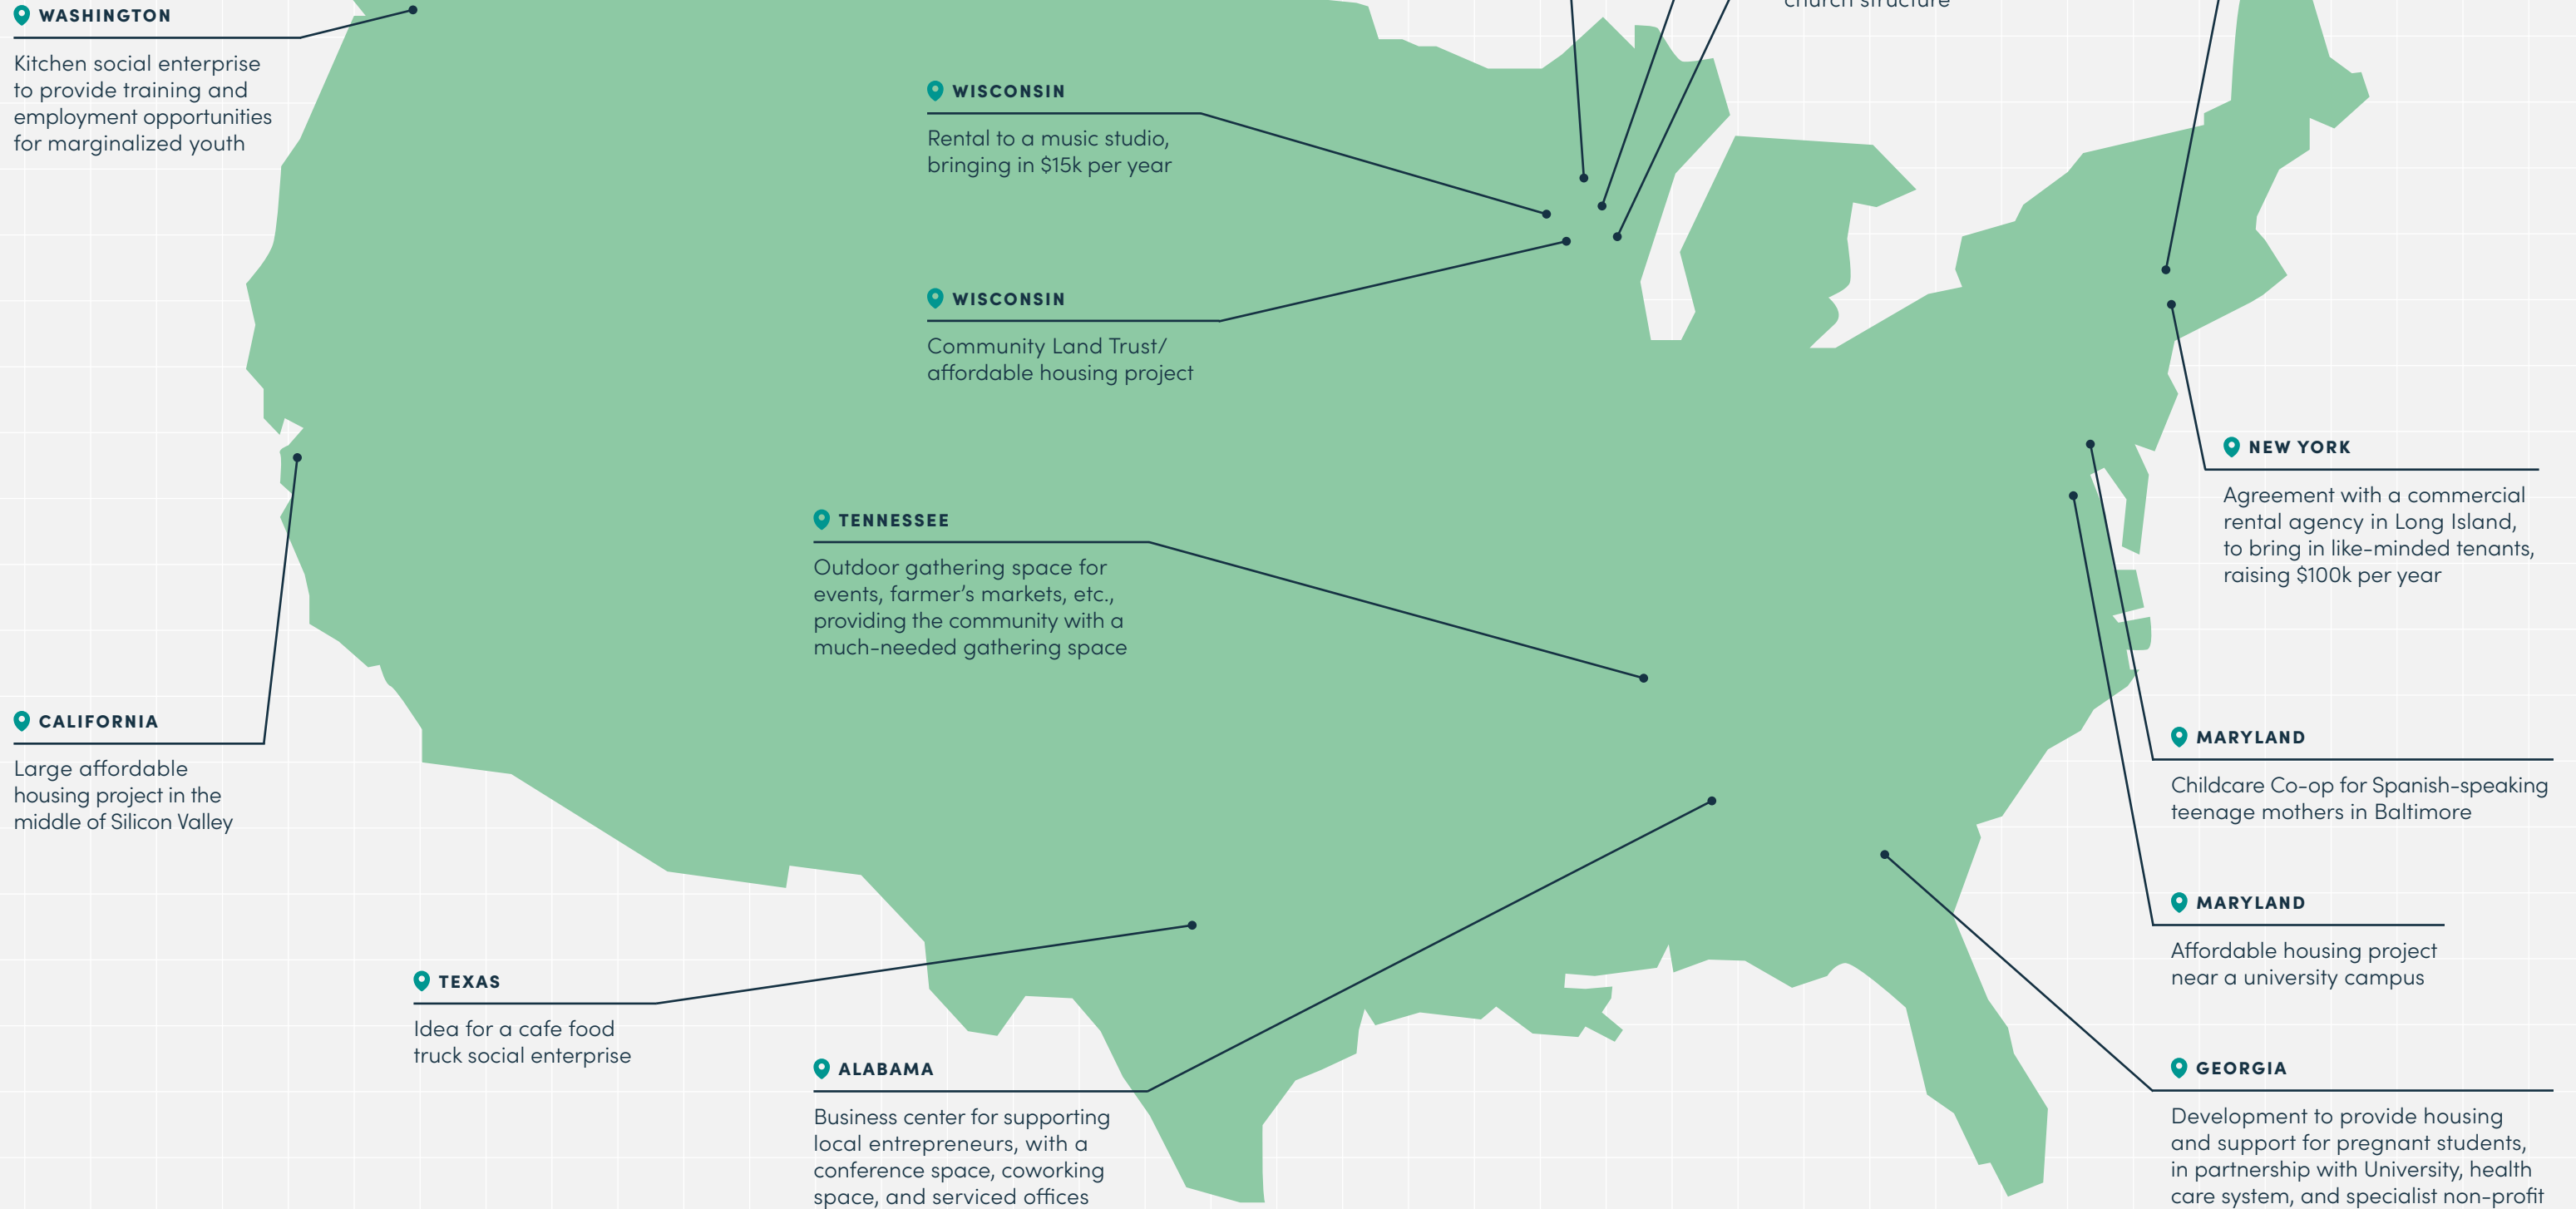 church structure
WASHINGTON
Kitchen social enterprise
to provide training and
employment opportunities
for marginalized youth
WISCONSIN
Rental to a music studio,
bringing in $15k per year
WISCONSIN
Community Land Trust/
affordable housing project
NEW YORK
Agreement with a commercial
rental agency in Long Island,
to bring in like-minded tenants,
raising $100k per year
TENNESSEE
Outdoor gathering space for
events, farmer’s markets, etc.,
providing the community with a
much-needed gathering space
CALIFORNIA
Large affordable
housing project in the
middle of Silicon Valley
MARYLAND
Childcare Co-op for Spanish-speaking
teenage mothers in Baltimore
MARYLAND
Affordable housing project
near a university campus
TEXAS
Idea for a cafe food
truck social enterprise
ALABAMA
Business center for supporting
local entrepreneurs, with a
conference space, coworking
space, and serviced offices
GEORGIA
Development to provide housing
and support for pregnant students,
in partnership with University, health
care system, and specialist non-profit